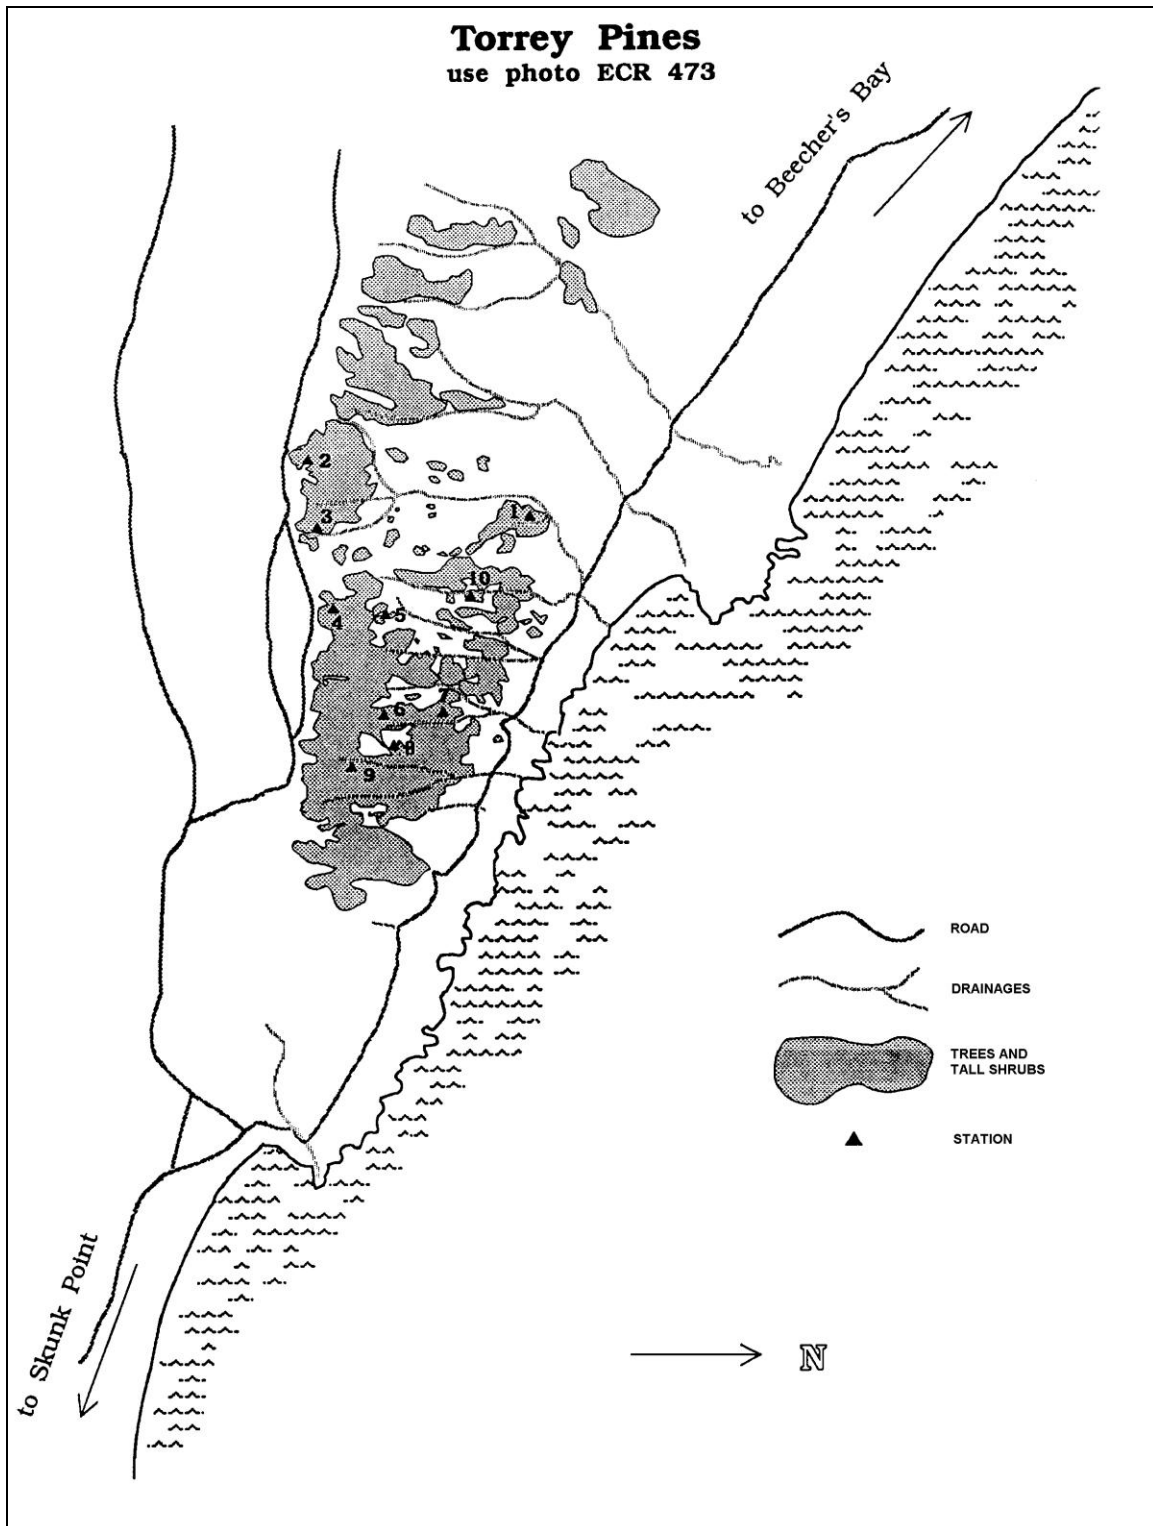 Torrey Pines
use photo ECR 473
to Beecher's Bay
2
3
1
10
4
5
6
7
8
9
ROAD
DRAINAGES
TREES AND
TALL SHRUBS
STATION
to Skunk Point
N